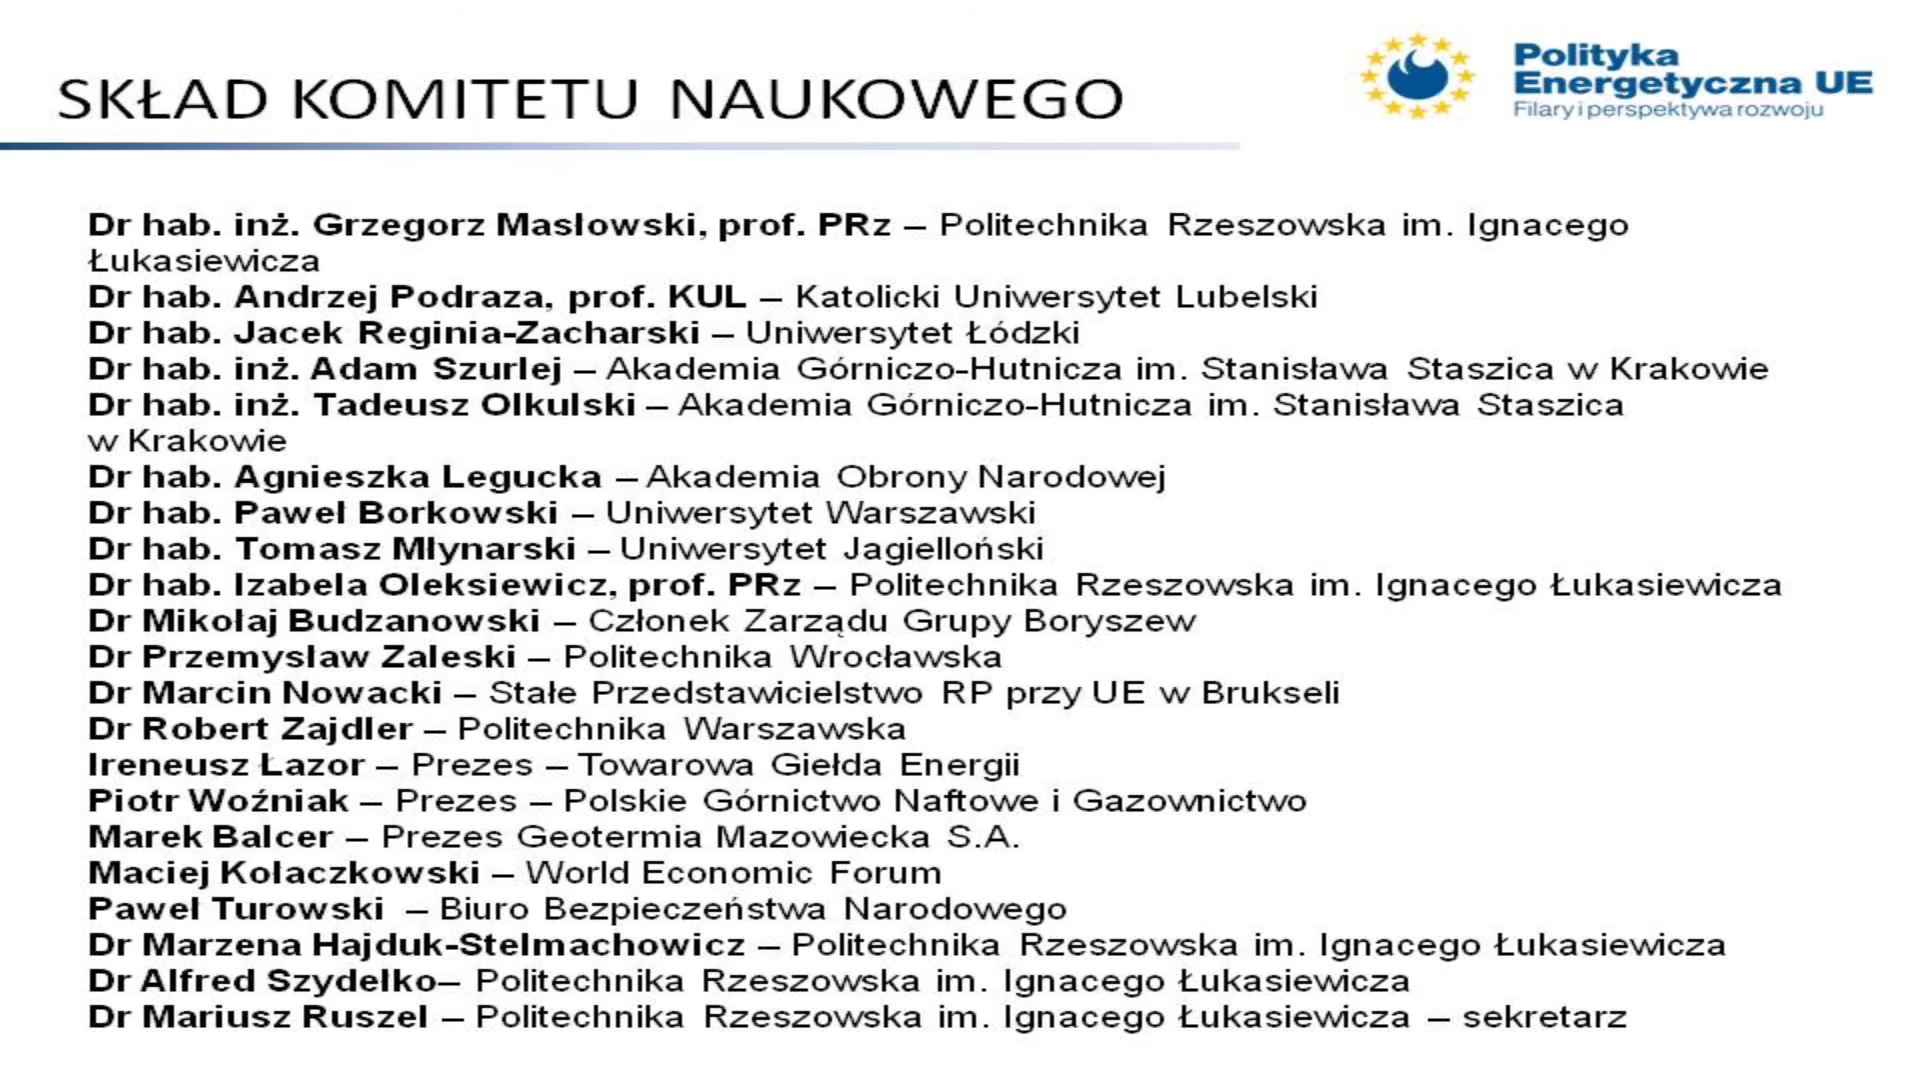 SKŁAD KOMITETU NAUKOWEGO
Polityka
Energetyczna UE
Filary i perspektywa rozwoju
Dr hab. inż. Grzegorz Masłowski, prof. PRz – Politechnika Rzeszowska im. Ignacego
Łukasiewicza
Dr hab. Andrzej Podraza, prof. KUL – Katolicki Uniwersytet Lubelski
Dr hab. Jacek Reginia-Zacharski – Uniwersytet Łódzki
Dr hab. inż. Adam Szurlej – Akademia Górniczo-Hutnicza im. Stanisława Staszica w Krakowie
Dr hab. inż. Tadeusz Olkulski – Akademia Górniczo-Hutnicza im. Stanisława Staszica
w Krakowie
Dr hab. Agnieszka Legucka – Akademia Obrony Narodowej
Dr hab. Paweł Borkowski – Uniwersytet Warszawski
Dr hab. Tomasz Młynarski – Uniwersytet Jagielloński
Dr hab. Izabela Oleksiewicz, prof. PRz – Politechnika Rzeszowska im. Ignacego Łukasiewicza
Dr Mikołaj Budzanowski – Członek Zarządu Grupy Boryszew
Dr Przemysław Zaleski – Politechnika Wrocławska
Dr Marcin Nowacki – Stałe Przedstawicielstwo RP przy UE w Brukseli
Dr Robert Zajdler – Politechnika Warszawska
Ireneusz Łazor – Prezes – Towarowa Giełda Energii
Piotr Woźniak – Prezes – Polskie Górnictwo Naftowe i Gazownictwo
Marek Balcer – Prezes Geotermia Mazowiecka S.A.
Maciej Kołaczkowski – World Economic Forum
Paweł Turowski – Biuro Bezpieczeństwa Narodowego
Dr Marzena Hajduk-Stelmachowicz – Politechnika Rzeszowska im. Ignacego Łukasiewicza
Dr Alfred Szydełko– Politechnika Rzeszowska im. Ignacego Łukasiewicza
Dr Mariusz Ruszel – Politechnika Rzeszowska im. Ignacego Łukasiewicza – sekretarz